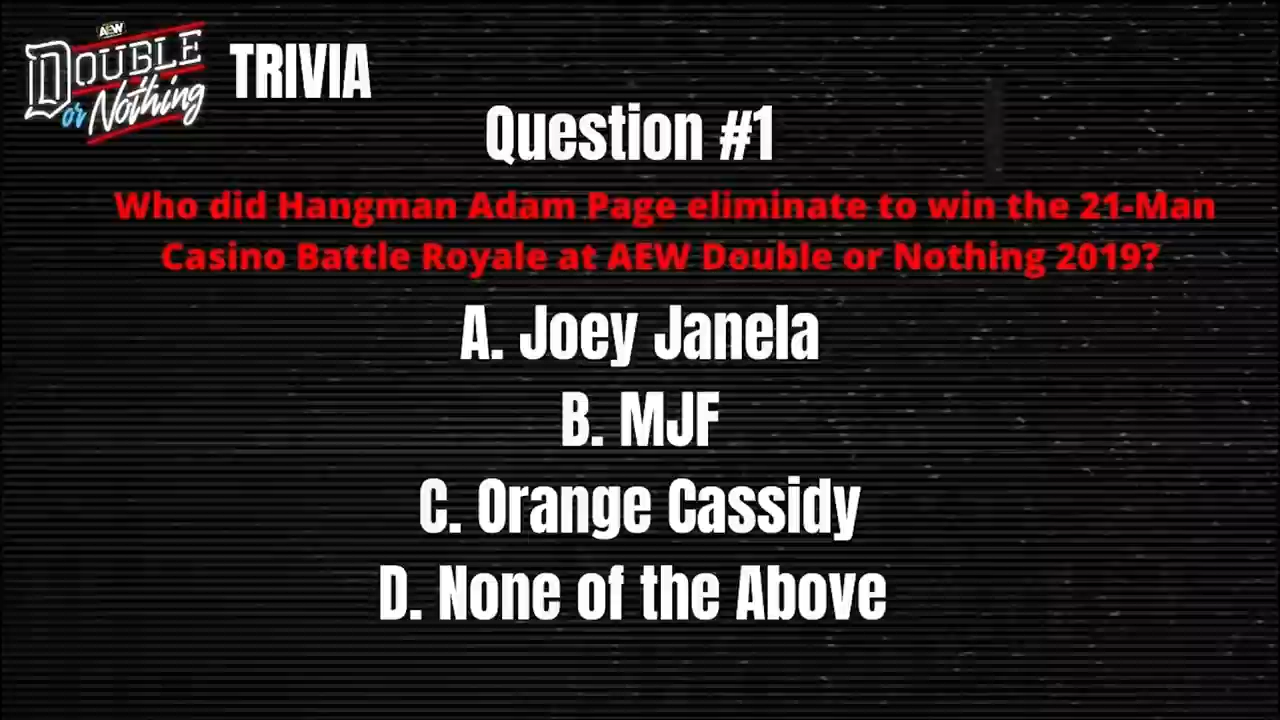 AEW
DOUBLE
or Nothing
TRIVIA
Question #1
Who did Hangman Adam Page eliminate to win the 21-Man
Casino Battle Royale at AEW Double or Nothing 2019?
A. Joey Janela
B. MJF
C. Orange Cassidy
D. None of the Above